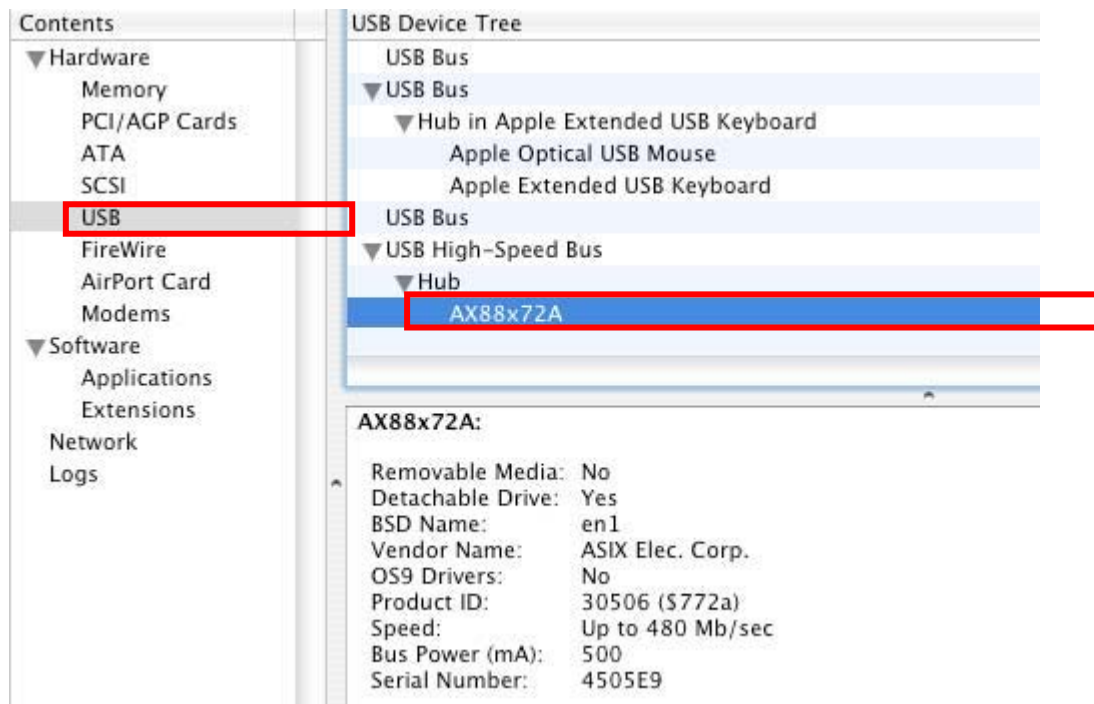 Contents
Hardware
Memory
PCI/AGP Cards
ATA
SCSI
USB
FireWire
AirPort Card
Modems
Software
Applications
Extensions
Network
Logs
USB Device Tree
USB Bus
USB Bus
Hub in Apple Extended USB Keyboard
Apple Optical USB Mouse
Apple Extended USB Keyboard
USB Bus
USB High-Speed Bus
Hub
AX88x72A
AX88x72A:
Removable Media: No
Detachable Drive: Yes
BSD Name: en1
Vendor Name: ASIX Elec. Corp.
OS9 Drivers: No
Product ID: 30506 ($772a)
Speed: Up to 480 Mb/sec
Bus Power (mA): 500
Serial Number: 4505E9